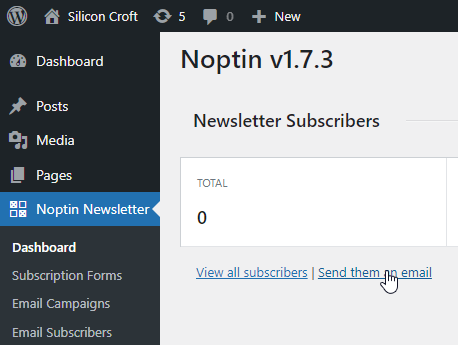 Silicon Croft 5 0 New
Dashboard
Posts
Media
Pages
Noptin Newsletter
Dashboard
Subscription Forms
Email Campaigns
Email Subscribers
Noptin v1.7.3
Newsletter Subscribers
TOTAL
0
View all subscribers | Send them an email